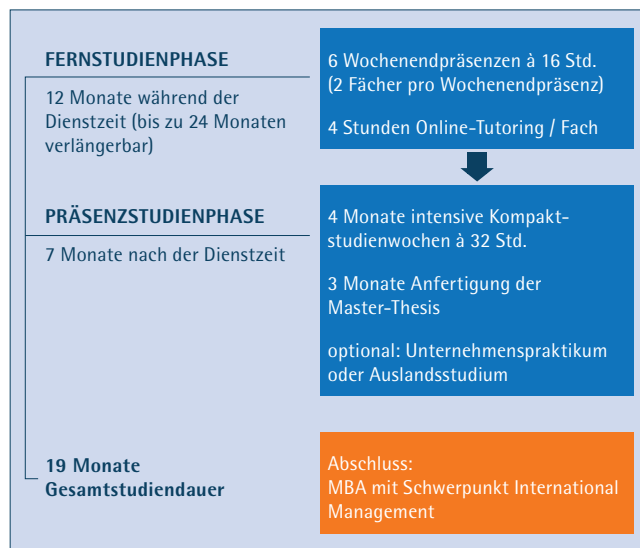 FERNSTUDIENPHASE
12 Monate während der
Dienstzeit (bis zu 24 Monaten
verlängerbar)
6 Wochenendpräsenzen à 16 Std.
(2 Fächer pro Wochenendpräsenz)
4 Stunden Online-Tutoring / Fach
PRÄSENZSTUDIENPHASE
7 Monate nach der Dienstzeit
4 Monate intensive Kompakt-
studienwochen à 32 Std.
3 Monate Anfertigung der
Master-Thesis
optional: Unternehmenspraktikum
oder Auslandsstudium
19 Monate
Gesamtstudiendauer
Abschluss:
MBA mit Schwerpunkt International
Management